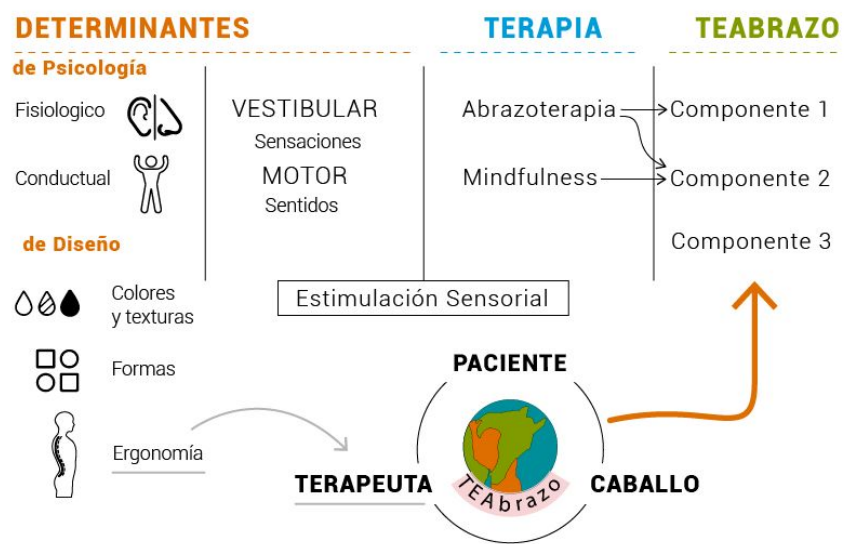 DETERMINANTES
TERAPIA
TEABRAZO
de Psicología
Fisiologico
VESTIBULAR
Sensaciones
Abrazoterapia
Componente 1
Conductual
MOTOR
Sentidos
Mindfulness
Componente 2
de Diseño
Componente 3
Colores
y texturas
Estimulación Sensorial
Formas
PACIENTE
Ergonomía
TERAPEUTA
TEAbrazo
CABALLO